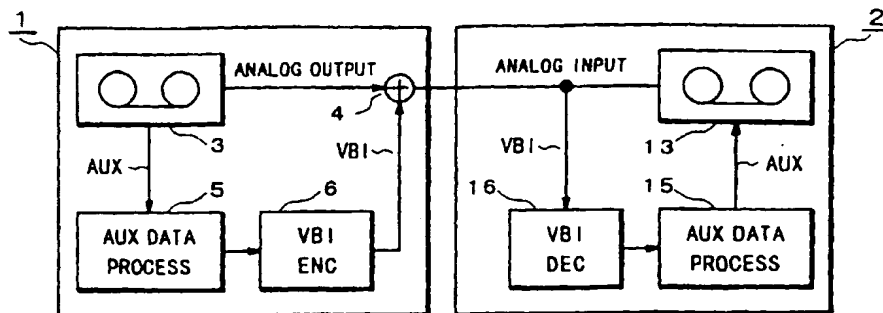 1
2
ANALOG OUTPUT
ANALOG INPUT
4
3
VBI
VBI
13
AUX
AUX
5
6
16
15
AUX DATA
PROCESS
VBI
ENC
VBI
DEC
AUX DATA
PROCESS